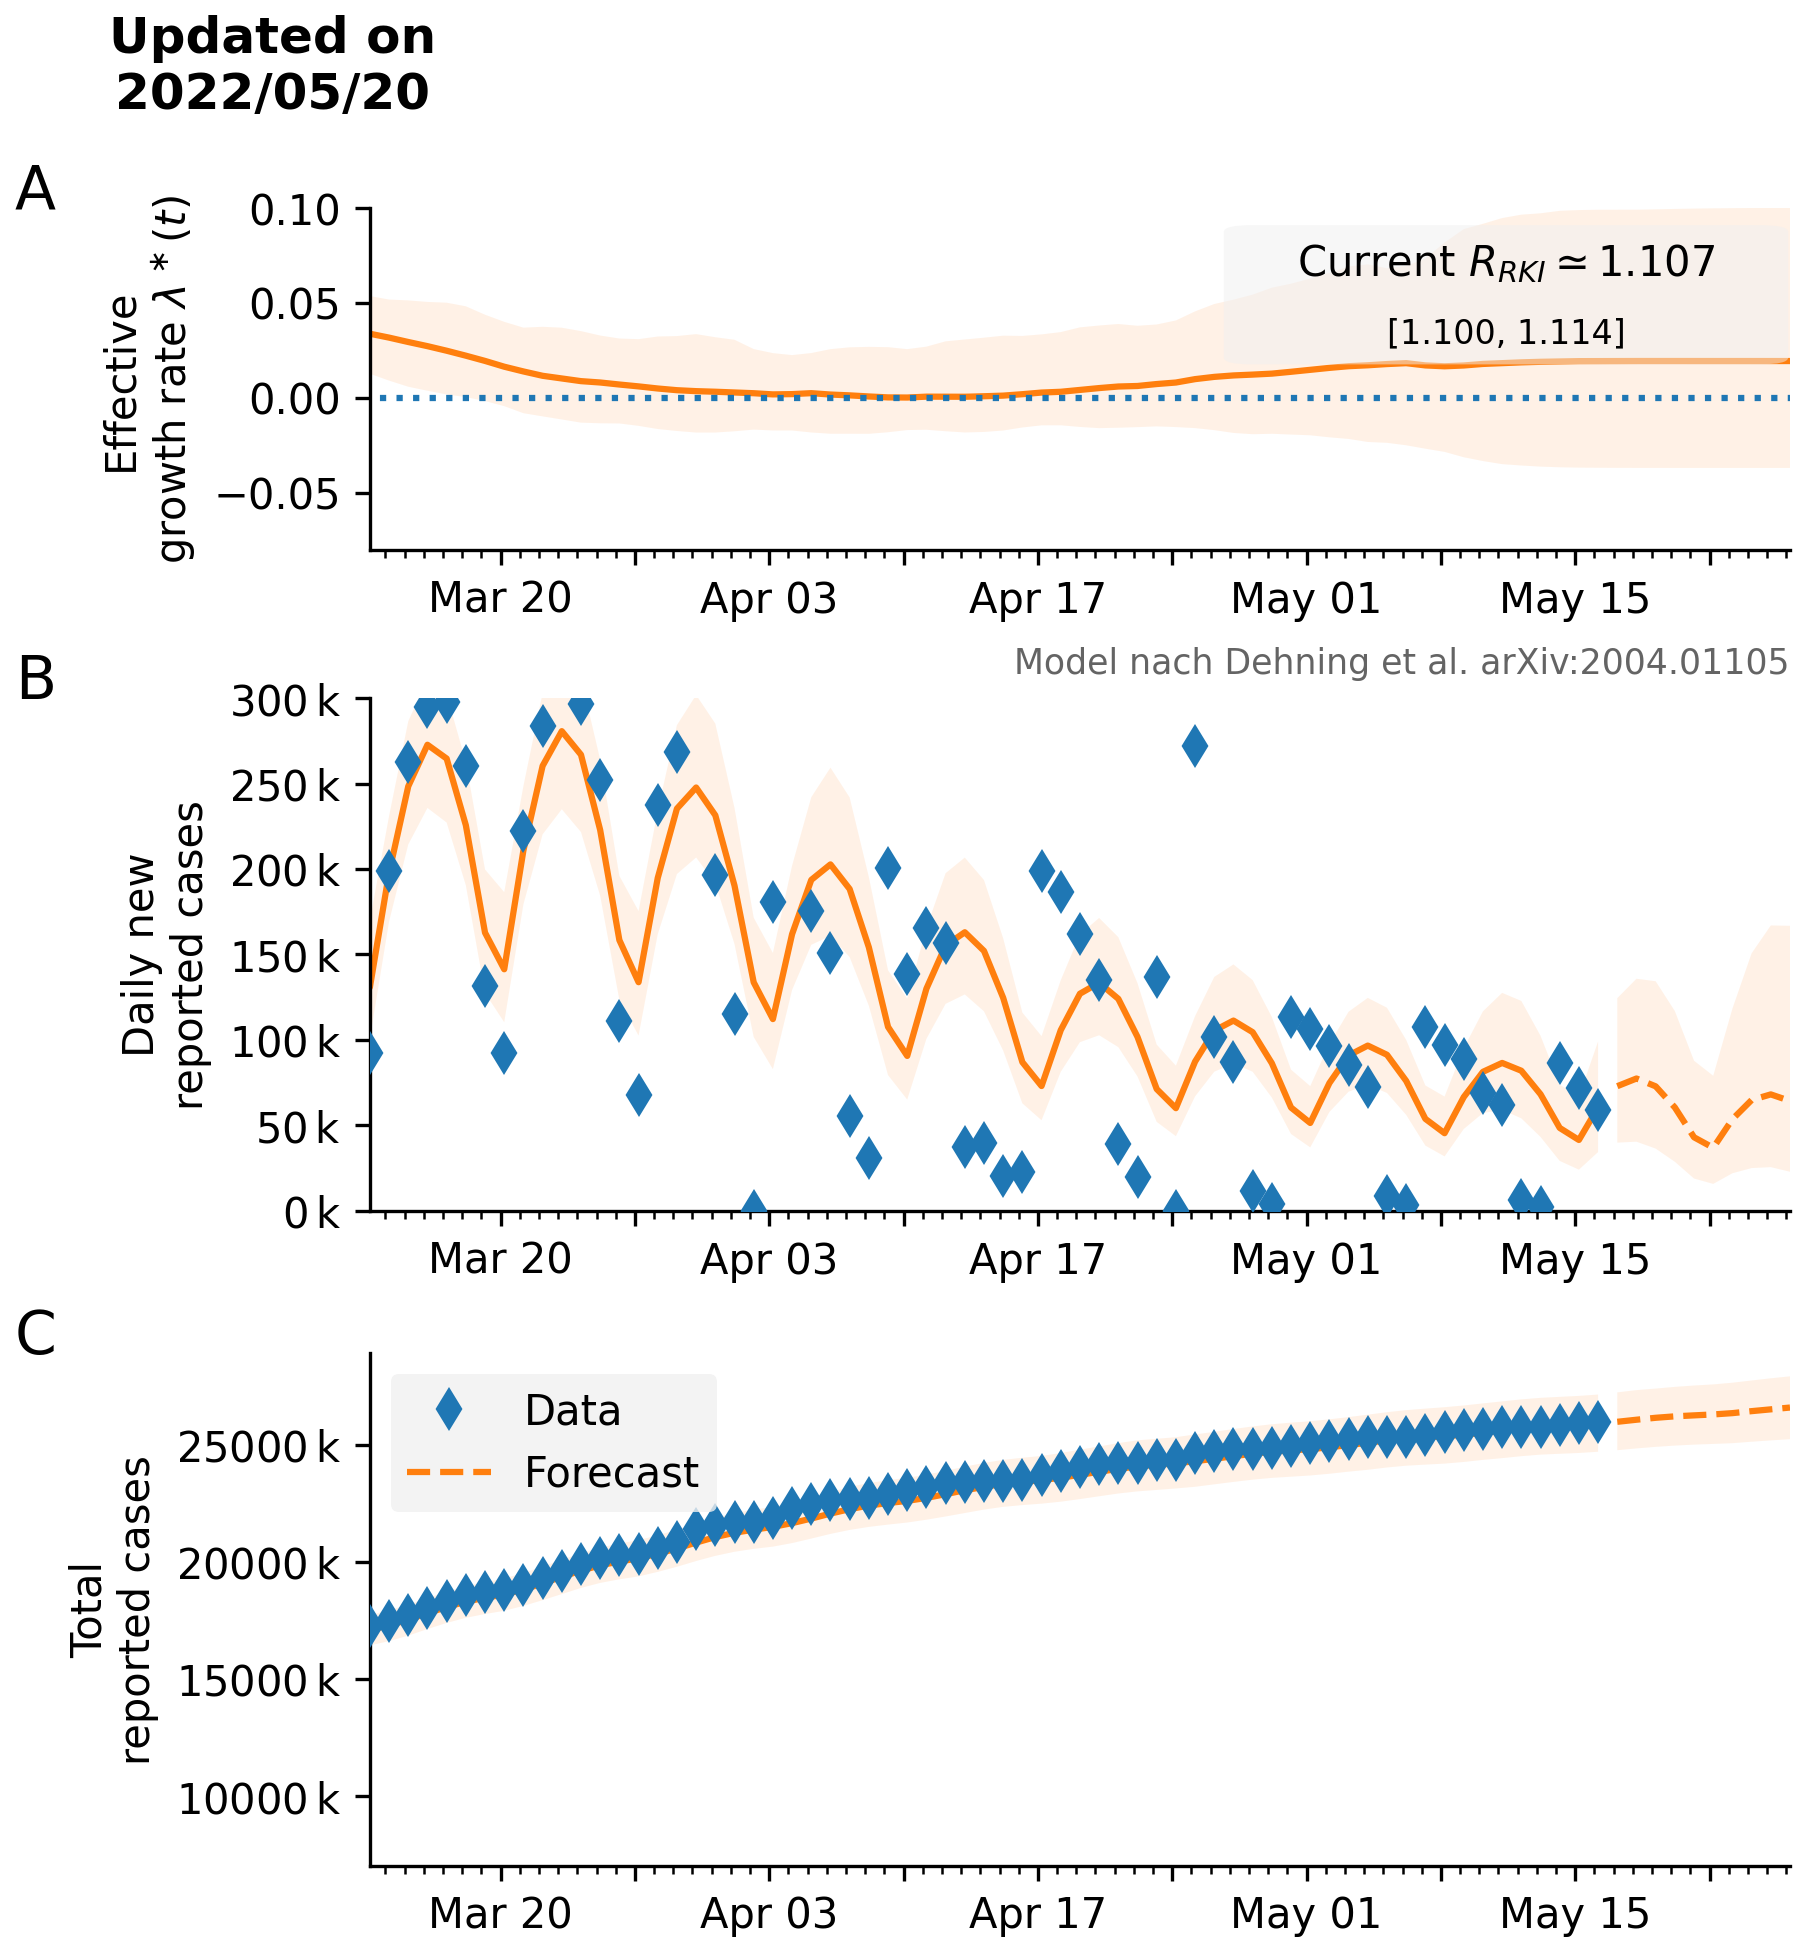 Updated on
2022/05/20
A
Effective
growth rate λ * (t)
0.10
0.05
0.00
−0.05
Current R_RKI ≃ 1.107
[1.100, 1.114]
Mar 20
Apr 03
Apr 17
May 01
May 15
Model nach Dehning et al. arXiv:2004.01105
B
Daily new
reported cases
300 k
250 k
200 k
150 k
100 k
50 k
0 k
Mar 20
Apr 03
Apr 17
May 01
May 15
C
Total
reported cases
25000 k
20000 k
15000 k
10000 k
Data
Forecast
Mar 20
Apr 03
Apr 17
May 01
May 15